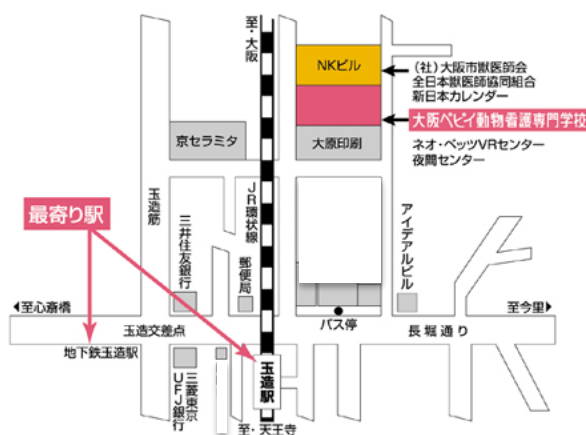 至・大阪
NKビル
(社)大阪市獣医師会
全日本獣医師協同組合
新日本カレンダー
大阪ペピイ動物看護専門学校
ネオ・ベッツVRセンター
夜間センター
京セラミタ
大原印刷
最寄り駅
玉造筋
三井住友銀行
JR環状線
郵便局
アイデアルビル
至心斎橋
至今里
玉造交差点
バス停
長堀通り
地下鉄玉造駅
三菱東京
UFJ銀行
玉造駅
至・天王寺